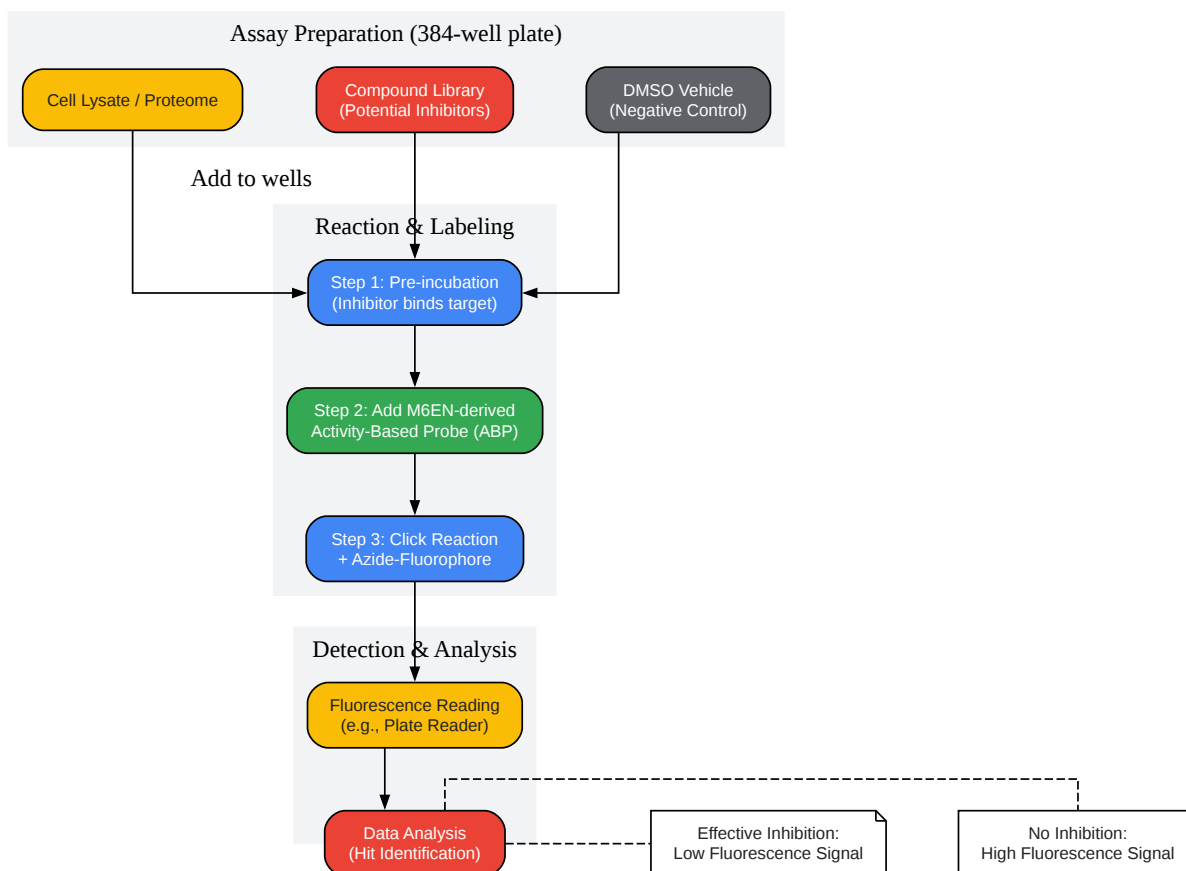 Assay Preparation (384-well plate)
Cell Lysate / Proteome
Compound Library
(Potential Inhibitors)
DMSO Vehicle
(Negative Control)
Add to wells
Reaction & Labeling
Step 1: Pre-incubation
(Inhibitor binds target)
Step 2: Add M6EN-derived
Activity-Based Probe (ABP)
Step 3: Click Reaction
+ Azide-Fluorophore
Detection & Analysis
Fluorescence Reading
(e.g., Plate Reader)
Data Analysis
(Hit Identification)
Effective Inhibition:
Low Fluorescence Signal
No Inhibition:
High Fluorescence Signal